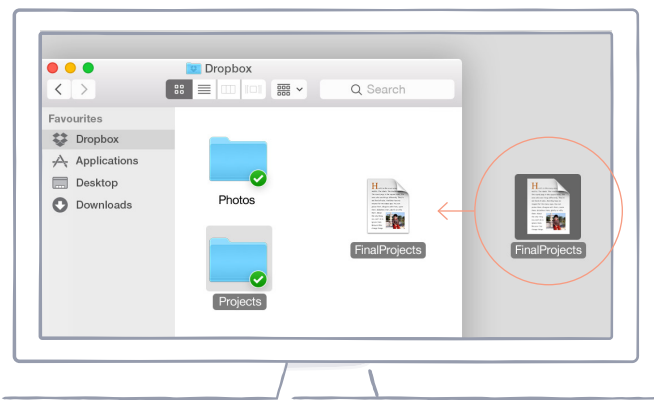 Dropbox
Search
Favourites
Dropbox
Applications
Desktop
Downloads
Photos
Projects
FinalProjects
FinalProjects